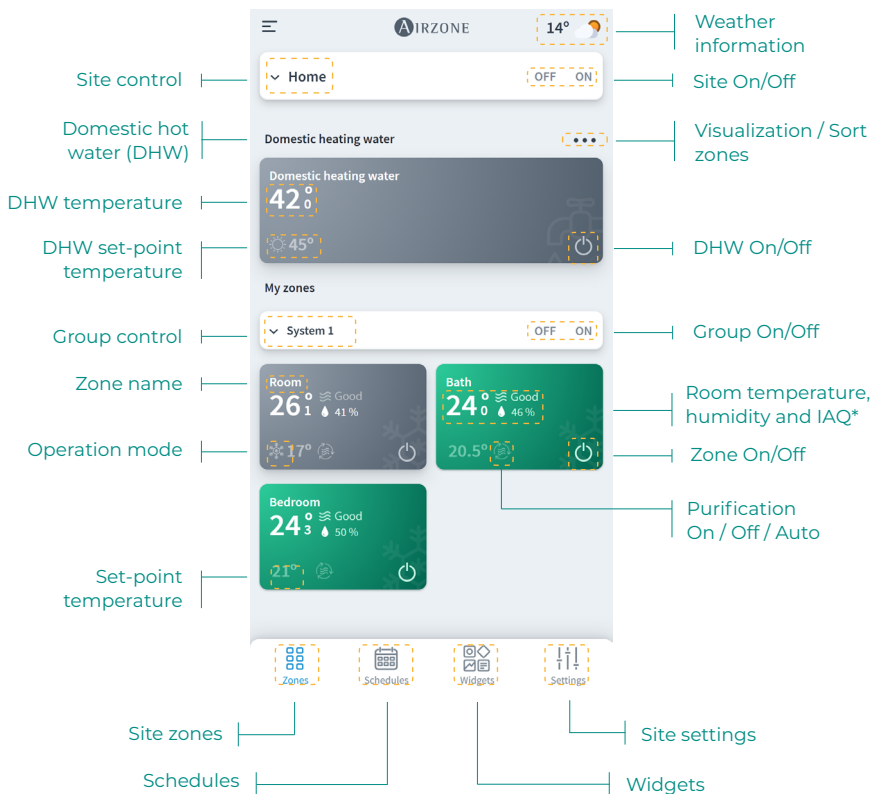 AIRZONE
14°
Weather
information
Site control
Home
OFF ON
Site On/Off
Domestic hot
water (DHW)
Domestic heating water
Visualization / Sort
zones
Domestic heating water
DHW temperature
42°0
DHW set-point
temperature
45°
DHW On/Off
My zones
Group control
System 1
OFF ON
Group On/Off
Zone name
Room
26°1 Good
41 %
Bath
24°0 Good
46 %
Room temperature,
humidity and IAQ*
Operation mode
17°
20.5°
Zone On/Off
Bedroom
24°3 Good
50 %
Purification
On / Off / Auto
Set-point
temperature
21°
Zones
Schedules
Widgets
Settings
Site zones
Site settings
Schedules
Widgets